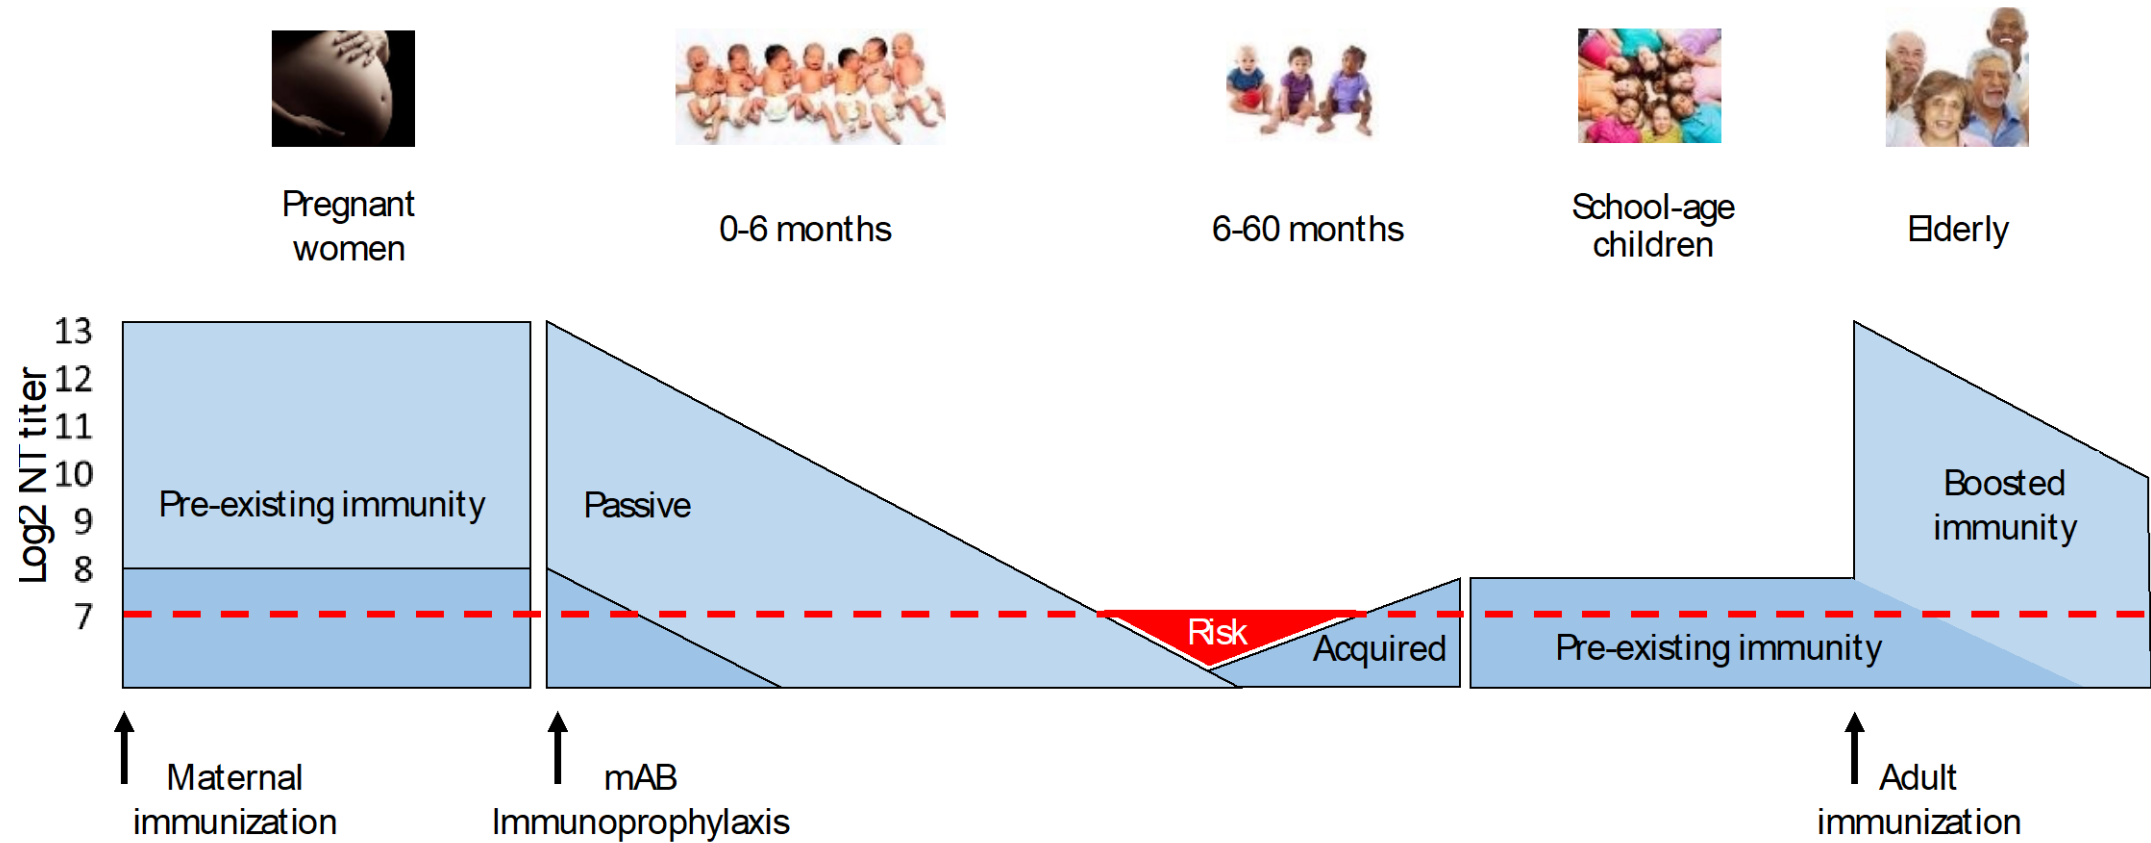 Pregnant
women
0-6 months
6-60 months
School-age
children
Elderly
Log2 NT titer
13
12
11
10
9
8
7
Pre-existing immunity
Passive
Risk
Acquired
Pre-existing immunity
Boosted
immunity
Maternal
immunization
mAB
Immunoprophylaxis
Adult
immunization